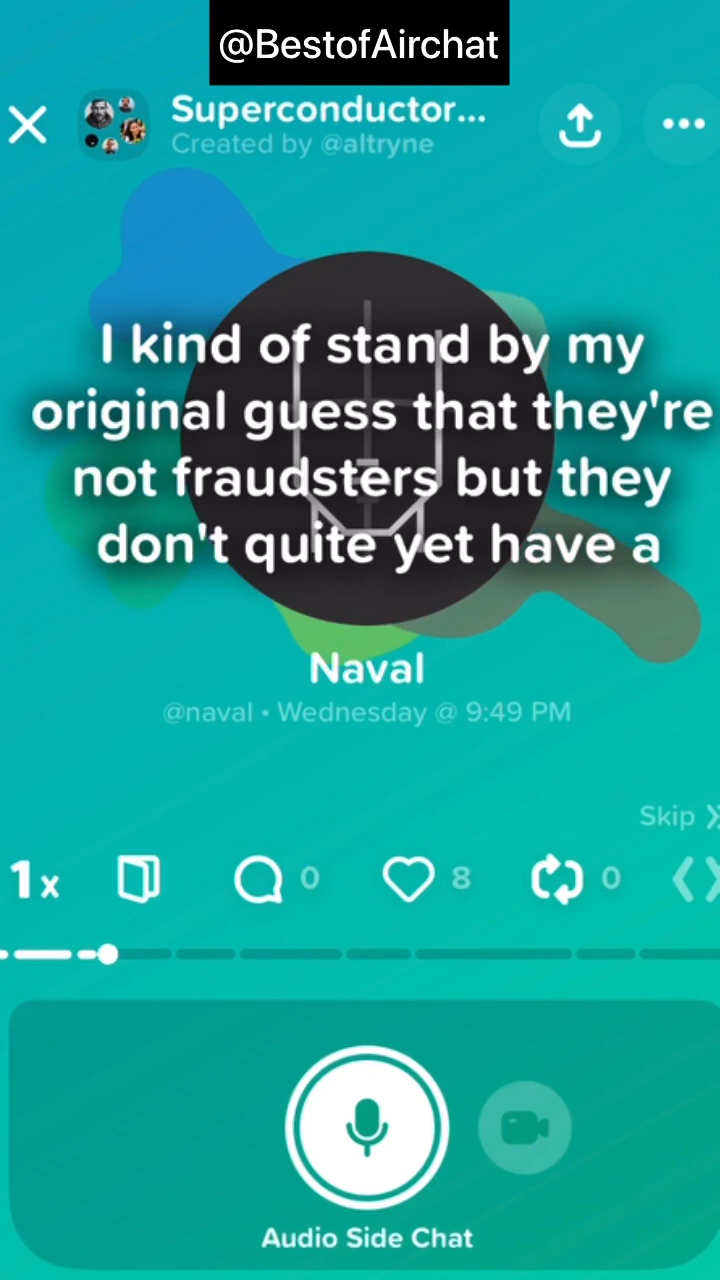 @BestofAirchat
Superconductor...
Created by @altryne
I kind of stand by my
original guess that they're
not fraudsters but they
don't quite yet have a
Naval
@naval • Wednesday @ 9:49 PM
Skip
1x
0
8
0
Audio Side Chat